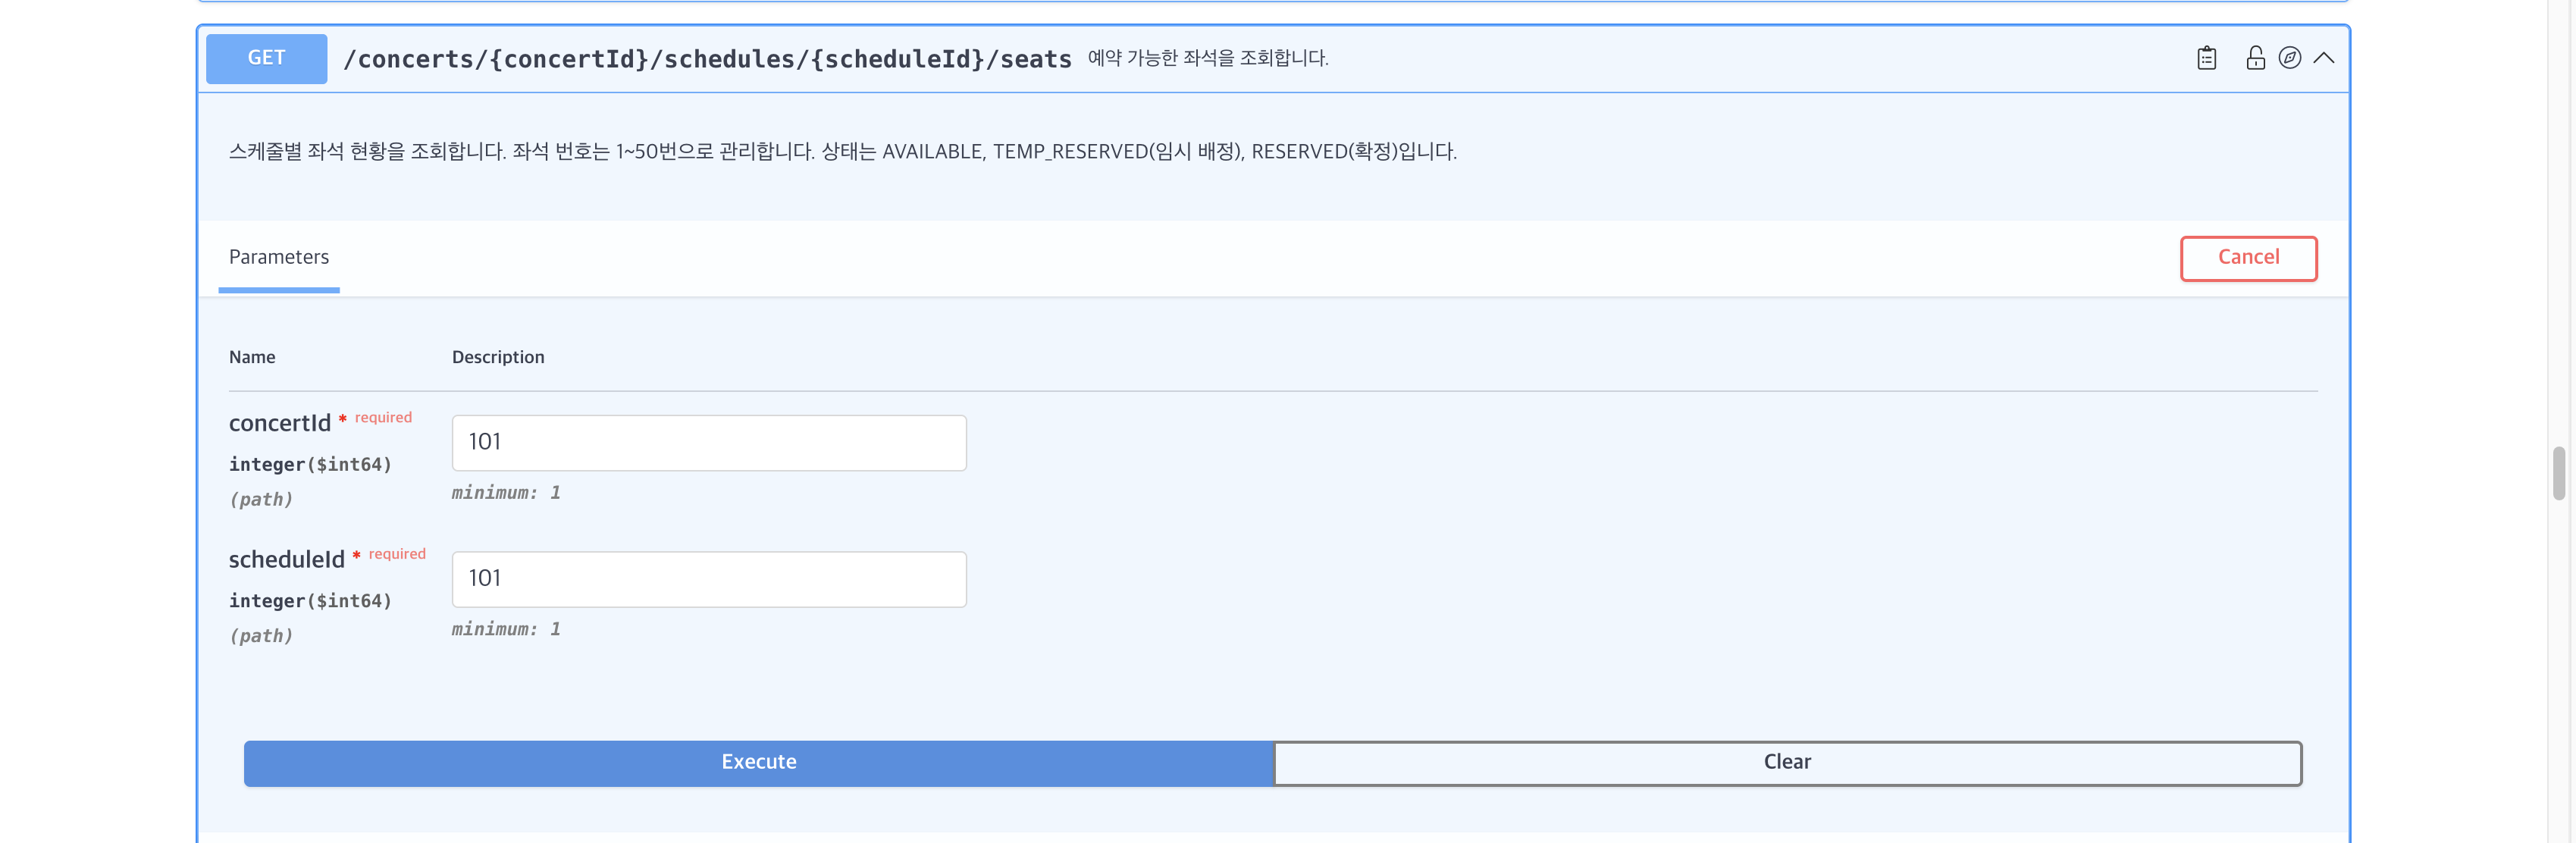 GET /concerts/{concertId}/schedules/{scheduleId}/seats 예약 가능한 좌석을 조회합니다.
스케줄별 좌석 현황을 조회합니다. 좌석 번호는 1~50번으로 관리합니다. 상태는 AVAILABLE, TEMP_RESERVED(임시 배정), RESERVED(확정)입니다.
Parameters
Cancel
Name Description
concertId * required
integer($int64)
(path)
101
minimum: 1
scheduleId * required
integer($int64)
(path)
101
minimum: 1
Execute
Clear